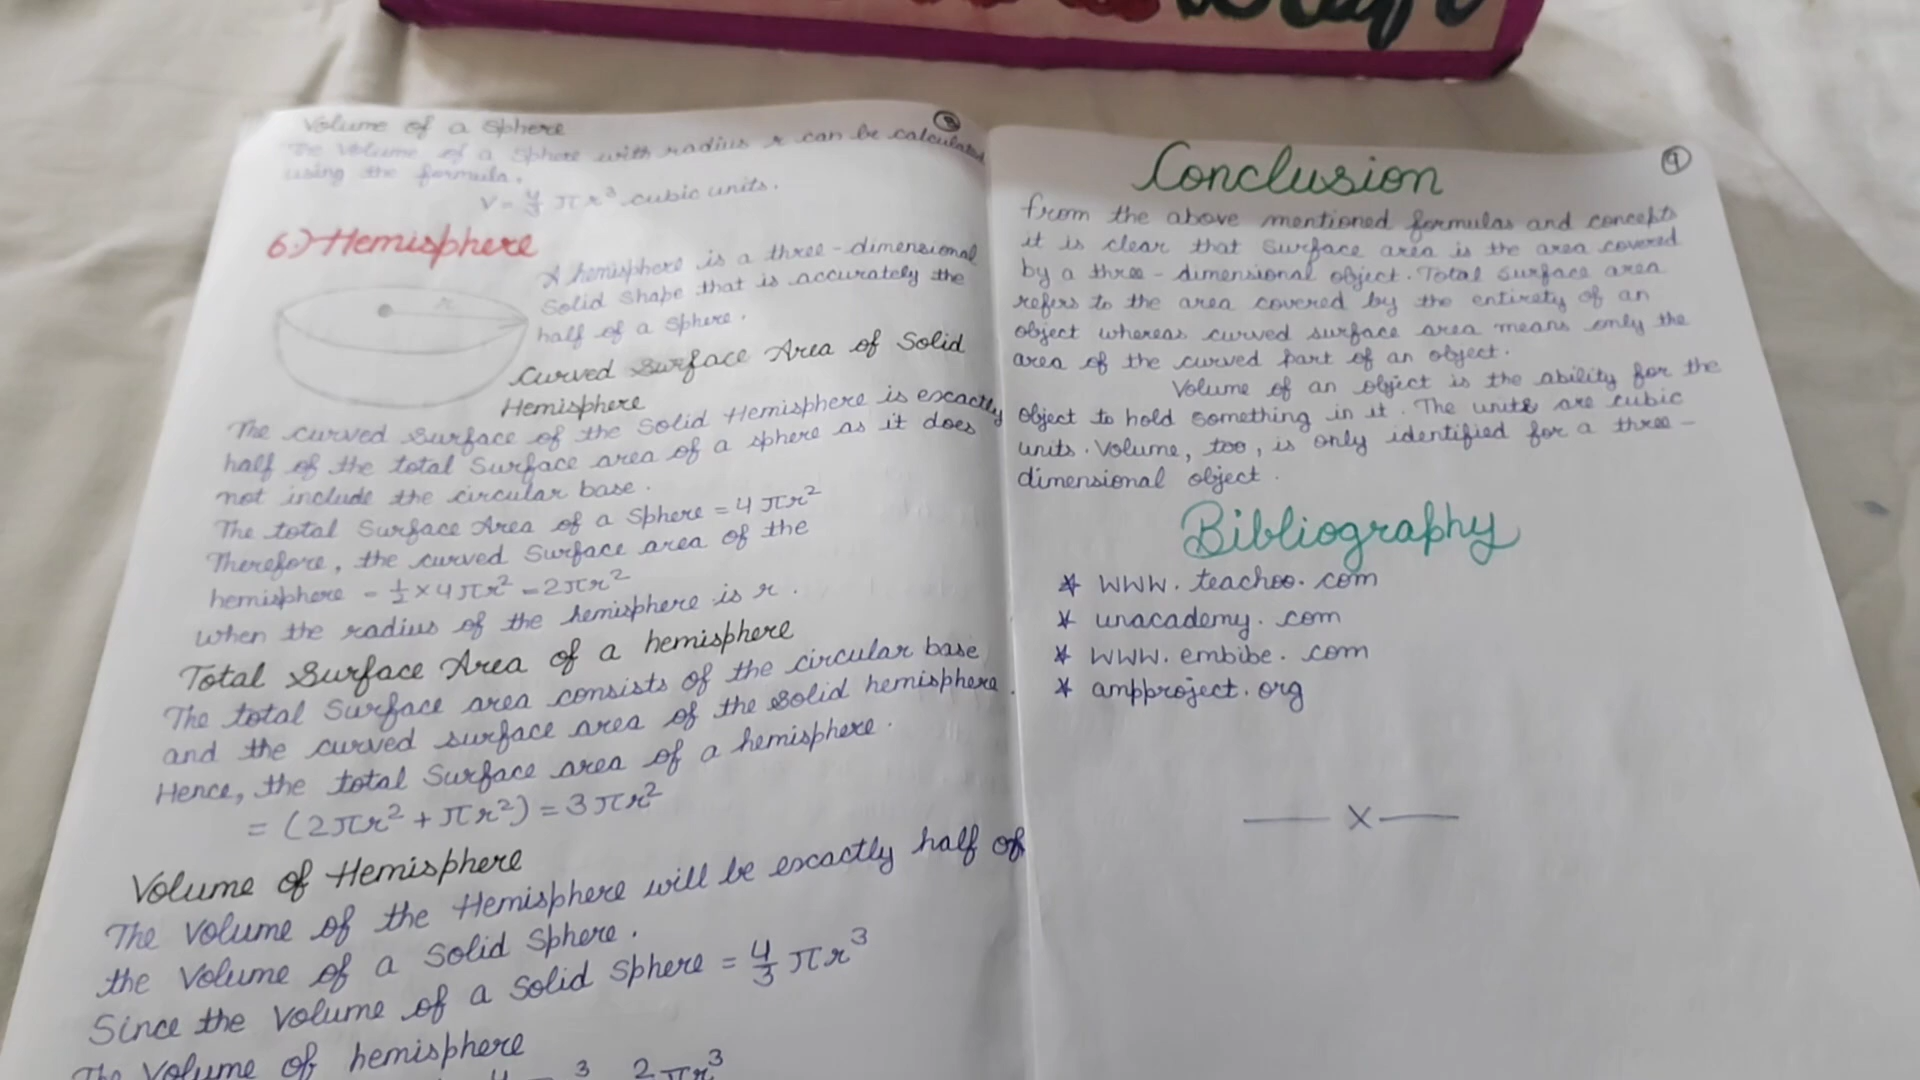 8
Volume of a Sphere
The Volume of a Sphere with radius r can be calculated
using the formula,
V = 4/3 πr³ cubic units.
6.) Hemisphere
A hemisphere is a three-dimensional
Solid Shape that is accurately the
half of a sphere.
r
Curved Surface Area of Solid
Hemisphere
The curved surface of the Solid Hemisphere is excactly
half of the total Surface area of a sphere as it does
not include the circular base.
The total Surface Area of a Sphere = 4πr²
Therefore, the curved Surface area of the
hemisphere = 1/2 × 4πr² = 2πr²
when the radius of the hemisphere is r.
Total Surface Area of a hemisphere
The total Surface area consists of the circular base
and the curved surface area of the solid hemisphere.
Hence, the total Surface area of a hemisphere.
= (2πr² + πr²) = 3πr²
Volume of Hemisphere
The Volume of the Hemisphere will be excactly half of
the Volume of a Solid Sphere.
Since the Volume of a Solid Sphere = 4/3 πr³
The Volume of hemisphere
2πr³
9
Conclusion
from the above mentioned formulas and concepts
it is clear that Surface area is the area covered
by a three-dimensional object. Total Surface area
refers to the area covered by the entirety of an
object whereas curved surface area means only the
area of the curved part of an object.
Volume of an object is the ability for the
object to hold something in it. The units are cubic
units. Volume, too, is only identified for a three-
dimensional object.
Bibliography
* www.teachoo.com
* unacademy.com
* www.embibe.com
* ampproject.org
— x —